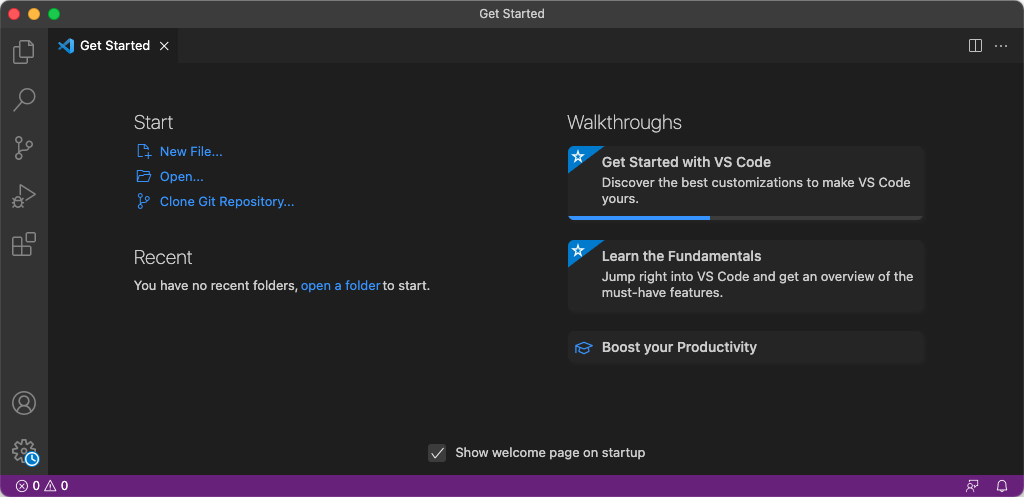 Get Started
Get Started
Start
New File...
Open...
Clone Git Repository...
Recent
You have no recent folders, open a folder to start.
Walkthroughs
Get Started with VS Code
Discover the best customizations to make VS Code
yours.
Learn the Fundamentals
Jump right into VS Code and get an overview of the
must-have features.
Boost your Productivity
Show welcome page on startup
0 0